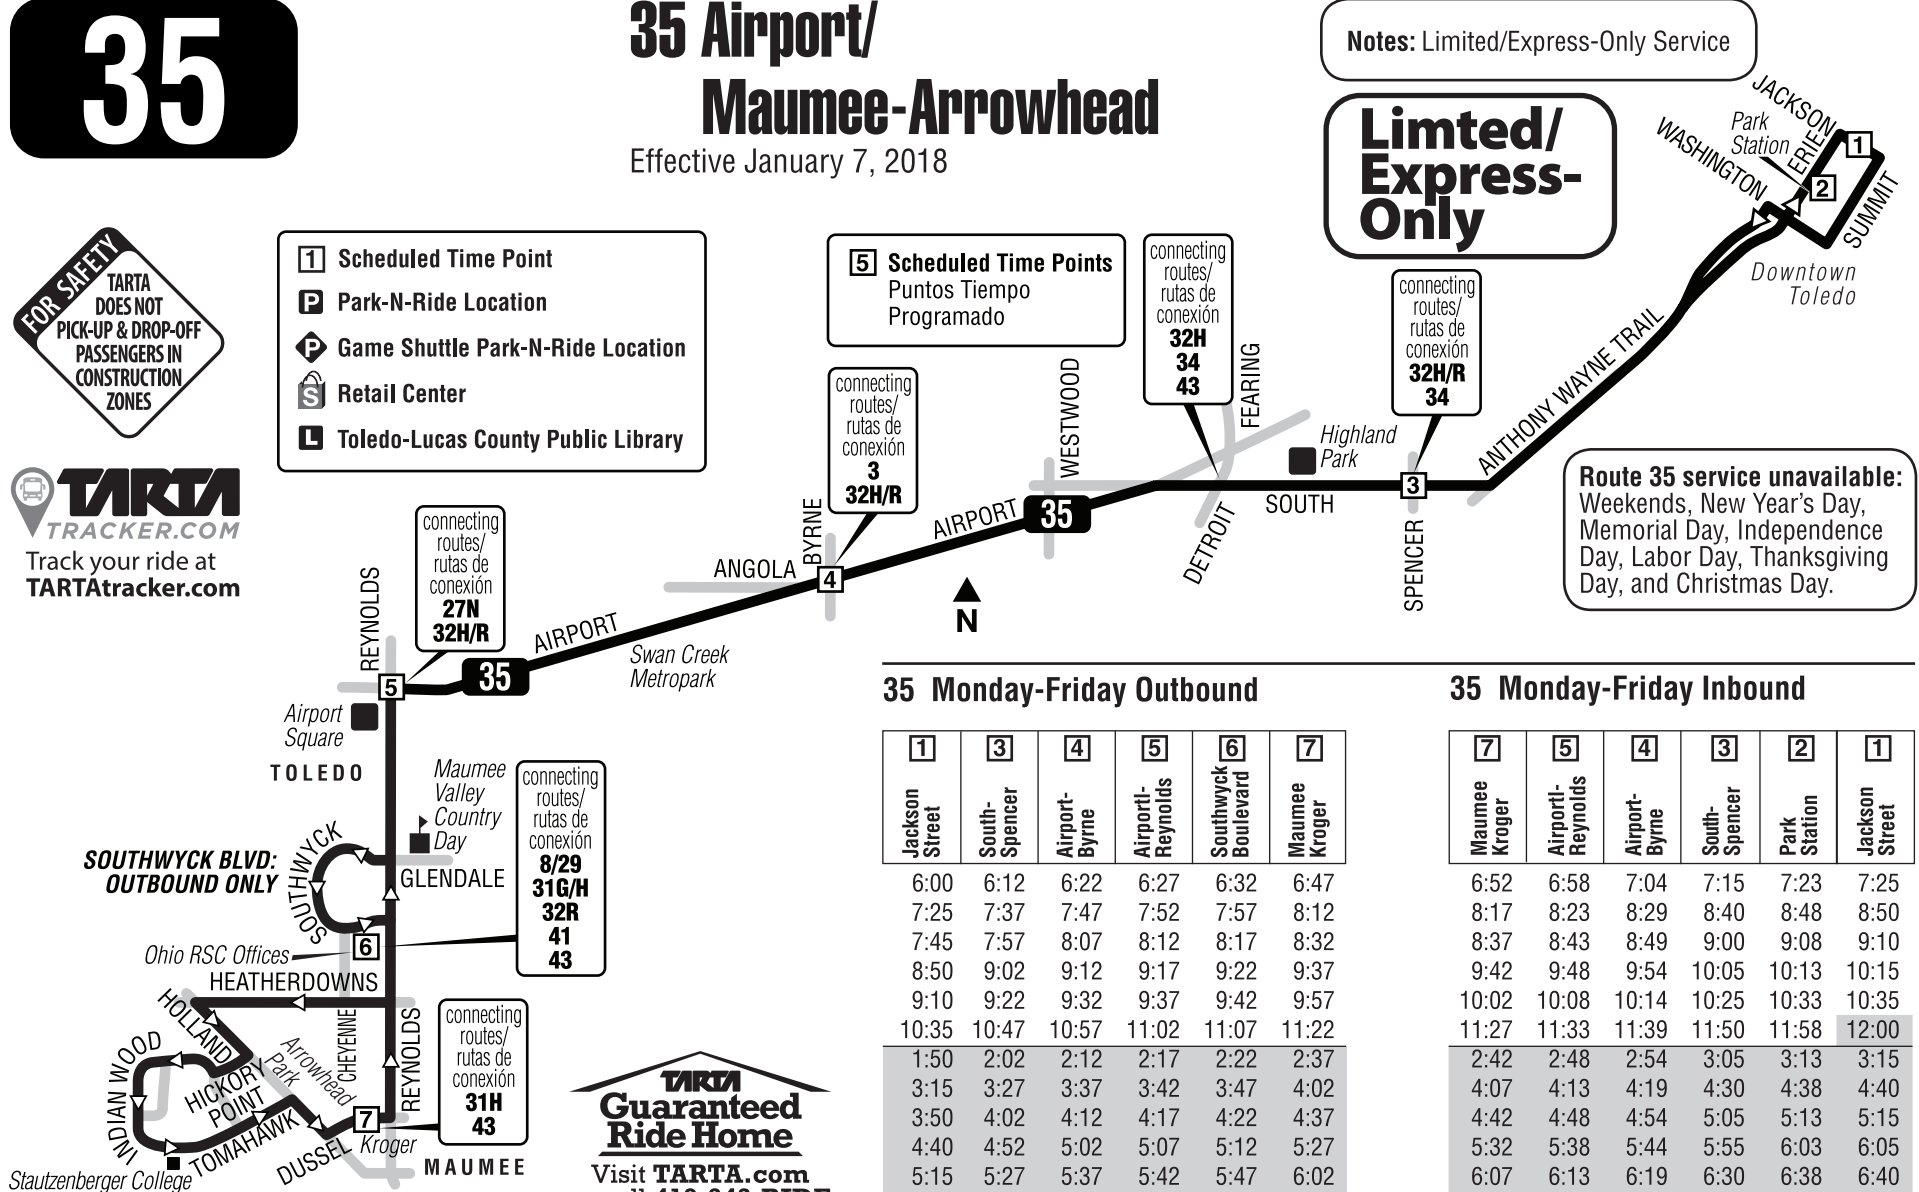 35
35 Airport/
Maumee-Arrowhead
Effective January 7, 2018
Notes: Limited/Express-Only Service
Limted/
Express-
Only
FOR SAFETY
TARTA
DOES NOT
PICK-UP & DROP-OFF
PASSENGERS IN
CONSTRUCTION
ZONES
TARTA
TRACKER.COM
Track your ride at
TARTAtracker.com
1 Scheduled Time Point
P Park-N-Ride Location
P Game Shuttle Park-N-Ride Location
S Retail Center
L Toledo-Lucas County Public Library
5 Scheduled Time Points
Puntos Tiempo
Programado
connecting
routes/
rutas de
conexión
32H
34
43
connecting
routes/
rutas de
conexión
32H/R
34
connecting
routes/
rutas de
conexión
3
32H/R
connecting
routes/
rutas de
conexión
27N
32H/R
connecting
routes/
rutas de
conexión
8/29
31G/H
32R
41
43
connecting
routes/
rutas de
conexión
31H
43
JACKSON
Park
Station
WASHINGTON
ERIE
1
2
SUMMIT
Downtown
Toledo
ANTHONY WAYNE TRAIL
FEARING
WESTWOOD
Highland
Park
3
SOUTH
SPENCER
DETROIT
35
AIRPORT
BYRNE
ANGOLA
4
N
REYNOLDS
AIRPORT
35
5
Swan Creek
Metropark
Airport
Square
TOLEDO
Maumee
Valley
Country
Day
SOUTHWYCK BLVD:
OUTBOUND ONLY
SOUTHWYCK
GLENDALE
6
Ohio RSC Offices
HEATHERDOWNS
HOLLAND
CHEYENNE
REYNOLDS
Arrowhead
Park
INDIAN WOOD
HICKORY
POINT
TOMAHAWK
DUSSEL
7
Kroger
MAUMEE
Stautzenberger College
Route 35 service unavailable:
Weekends, New Year's Day,
Memorial Day, Independence
Day, Labor Day, Thanksgiving
Day, and Christmas Day.
TARTA
Guaranteed
Ride Home
Visit TARTA.com
35 Monday-Friday Outbound
1 3 4 5 6 7
Jackson Street South-Spencer Airport-Byrne Airportl-Reynolds Southwyck Boulevard Maumee Kroger
6:00 6:12 6:22 6:27 6:32 6:47
7:25 7:37 7:47 7:52 7:57 8:12
7:45 7:57 8:07 8:12 8:17 8:32
8:50 9:02 9:12 9:17 9:22 9:37
9:10 9:22 9:32 9:37 9:42 9:57
10:35 10:47 10:57 11:02 11:07 11:22
1:50 2:02 2:12 2:17 2:22 2:37
3:15 3:27 3:37 3:42 3:47 4:02
3:50 4:02 4:12 4:17 4:22 4:37
4:40 4:52 5:02 5:07 5:12 5:27
5:15 5:27 5:37 5:42 5:47 6:02
35 Monday-Friday Inbound
7 5 4 3 2 1
Maumee Kroger Airportl-Reynolds Airport-Byrne South-Spencer Park Station Jackson Street
6:52 6:58 7:04 7:15 7:23 7:25
8:17 8:23 8:29 8:40 8:48 8:50
8:37 8:43 8:49 9:00 9:08 9:10
9:42 9:48 9:54 10:05 10:13 10:15
10:02 10:08 10:14 10:25 10:33 10:35
11:27 11:33 11:39 11:50 11:58 12:00
2:42 2:48 2:54 3:05 3:13 3:15
4:07 4:13 4:19 4:30 4:38 4:40
4:42 4:48 4:54 5:05 5:13 5:15
5:32 5:38 5:44 5:55 6:03 6:05
6:07 6:13 6:19 6:30 6:38 6:40